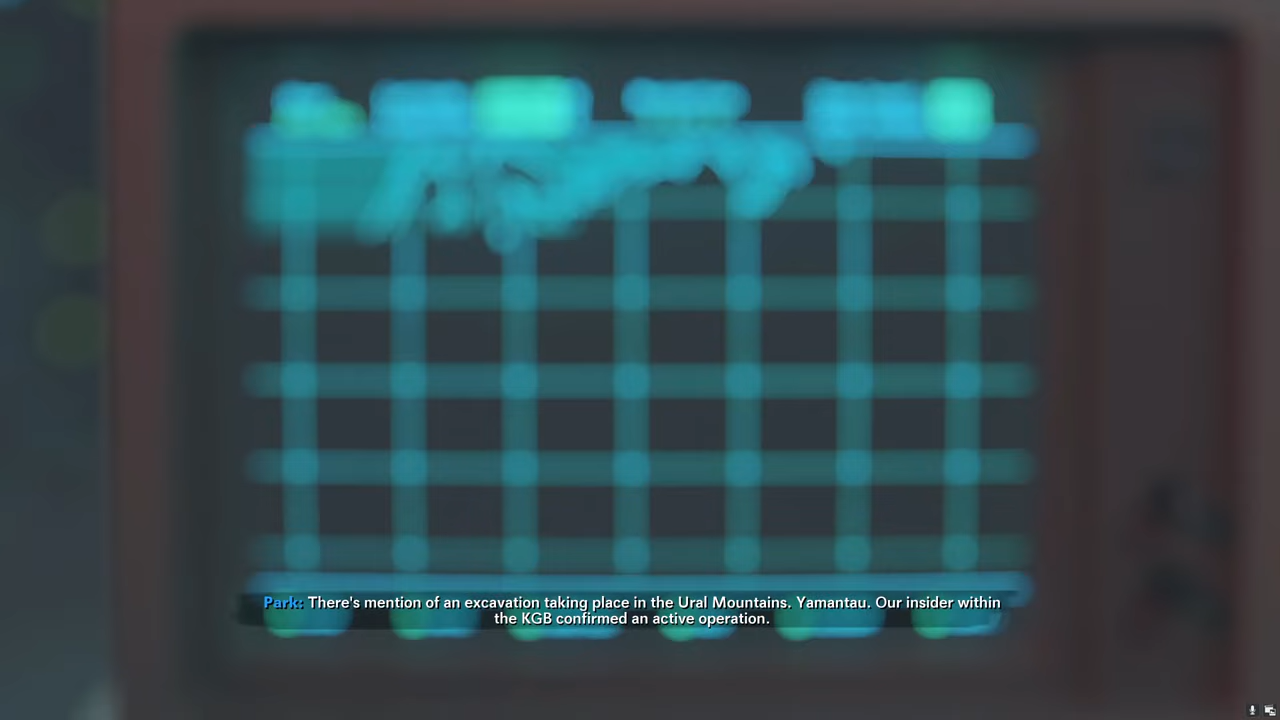 Park: There's mention of an excavation taking place in the Ural Mountains. Yamantau. Our insider within
the KGB confirmed an active operation.